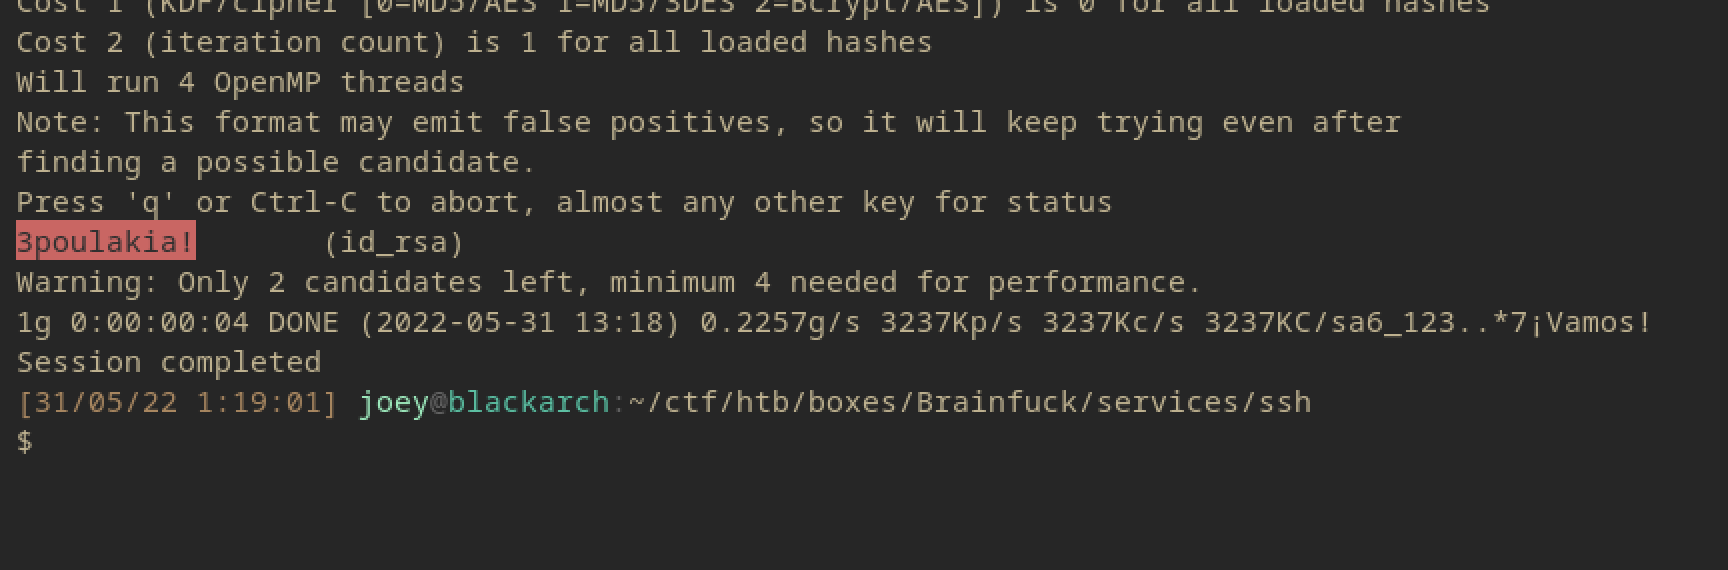 Cost 1 (KDF/cipher [0=MD5/AES 1=MD5/3DES 2=Bcrypt/AES]) is 0 for all loaded hashes
Cost 2 (iteration count) is 1 for all loaded hashes
Will run 4 OpenMP threads
Note: This format may emit false positives, so it will keep trying even after
finding a possible candidate.
Press 'q' or Ctrl-C to abort, almost any other key for status
3poulakia!       (id_rsa)
Warning: Only 2 candidates left, minimum 4 needed for performance.
1g 0:00:00:04 DONE (2022-05-31 13:18) 0.2257g/s 3237Kp/s 3237Kc/s 3237KC/sa6_123..*7¡Vamos!
Session completed
[31/05/22 1:19:01] joey@blackarch:~/ctf/htb/boxes/Brainfuck/services/ssh
$